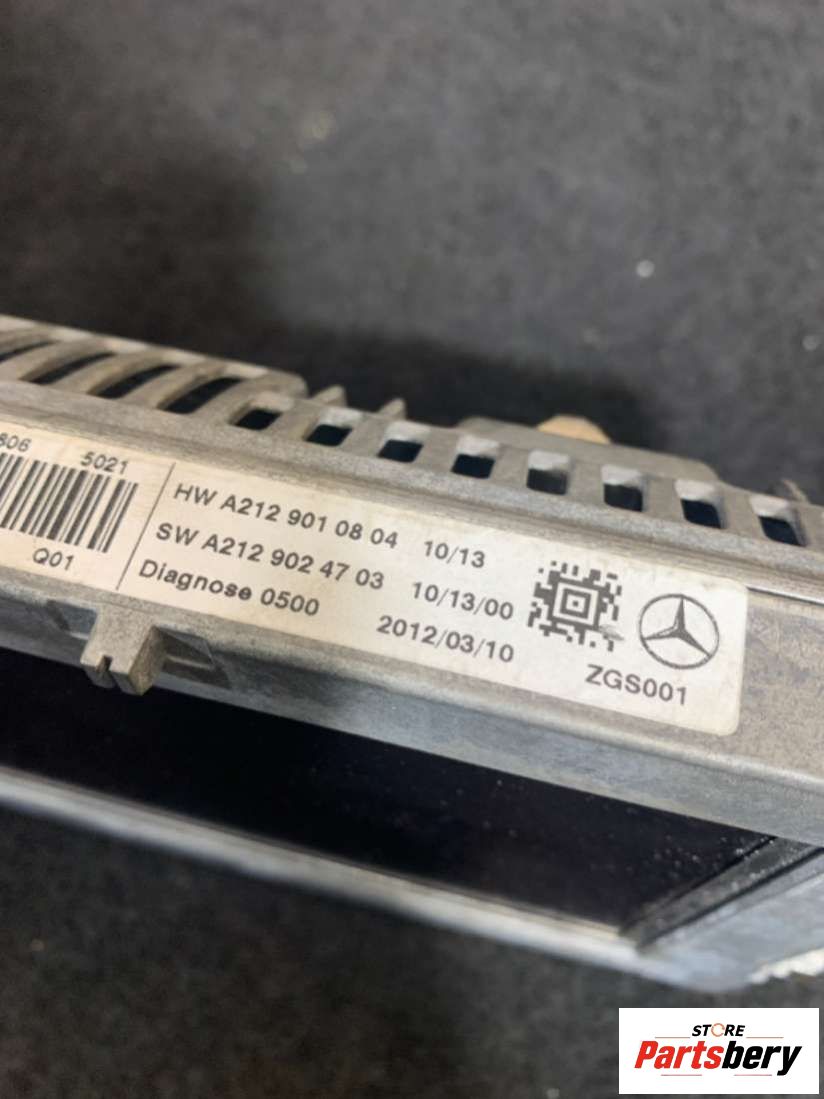 5021
Q01
HW A212 901 08 04 10/13
SW A212 902 47 03 10/13/00
Diagnose 0500 2012/03/10
ZGS001
STORE
Partsbery